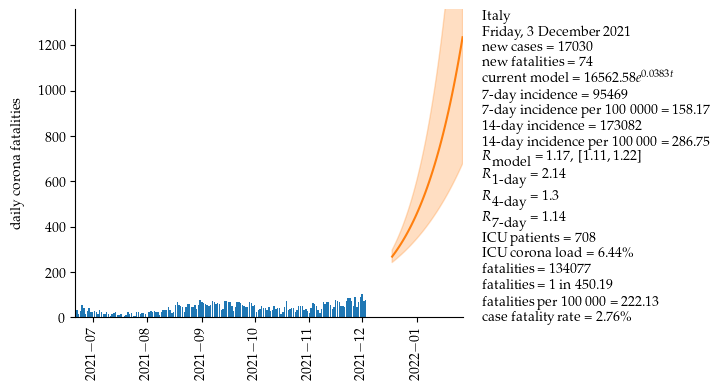 Italy
Friday, 3 December 2021
new cases = 17030
new fatalities = 74
current model = 16562.58e^0.0383t
7-day incidence = 95469
7-day incidence per 100 0000 = 158.17
14-day incidence = 173082
14-day incidence per 100 000 = 286.75
R_model = 1.17, [1.11, 1.22]
R_1-day = 2.14
R_4-day = 1.3
R_7-day = 1.14
ICU patients = 708
ICU corona load = 6.44%
fatalities = 134077
fatalities = 1 in 450.19
fatalities per 100 000 = 222.13
case fatality rate = 2.76%
daily corona fatalities
1200
1000
800
600
400
200
0
2021−07
2021−08
2021−09
2021−10
2021−11
2021−12
2022−01